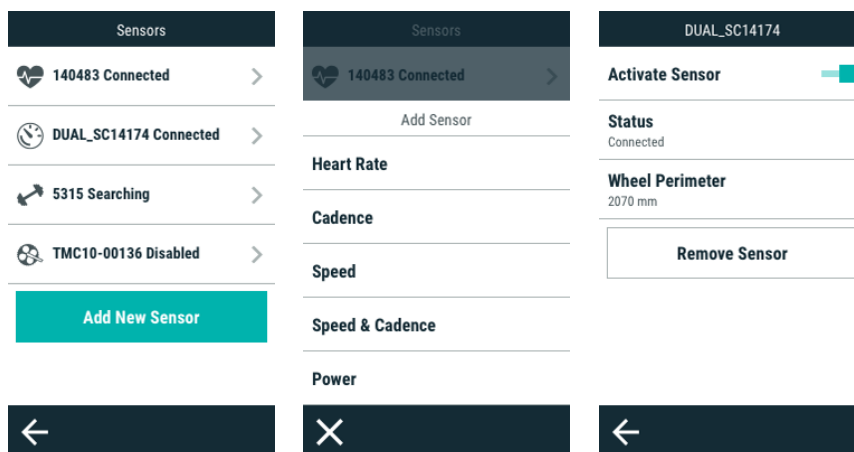 Sensors
140483 Connected
DUAL_SC14174 Connected
5315 Searching
TMC10-00136 Disabled
Add New Sensor
Sensors
140483 Connected
Add Sensor
Heart Rate
Cadence
Speed
Speed & Cadence
Power
DUAL_SC14174
Activate Sensor
Status
Connected
Wheel Perimeter
2070 mm
Remove Sensor